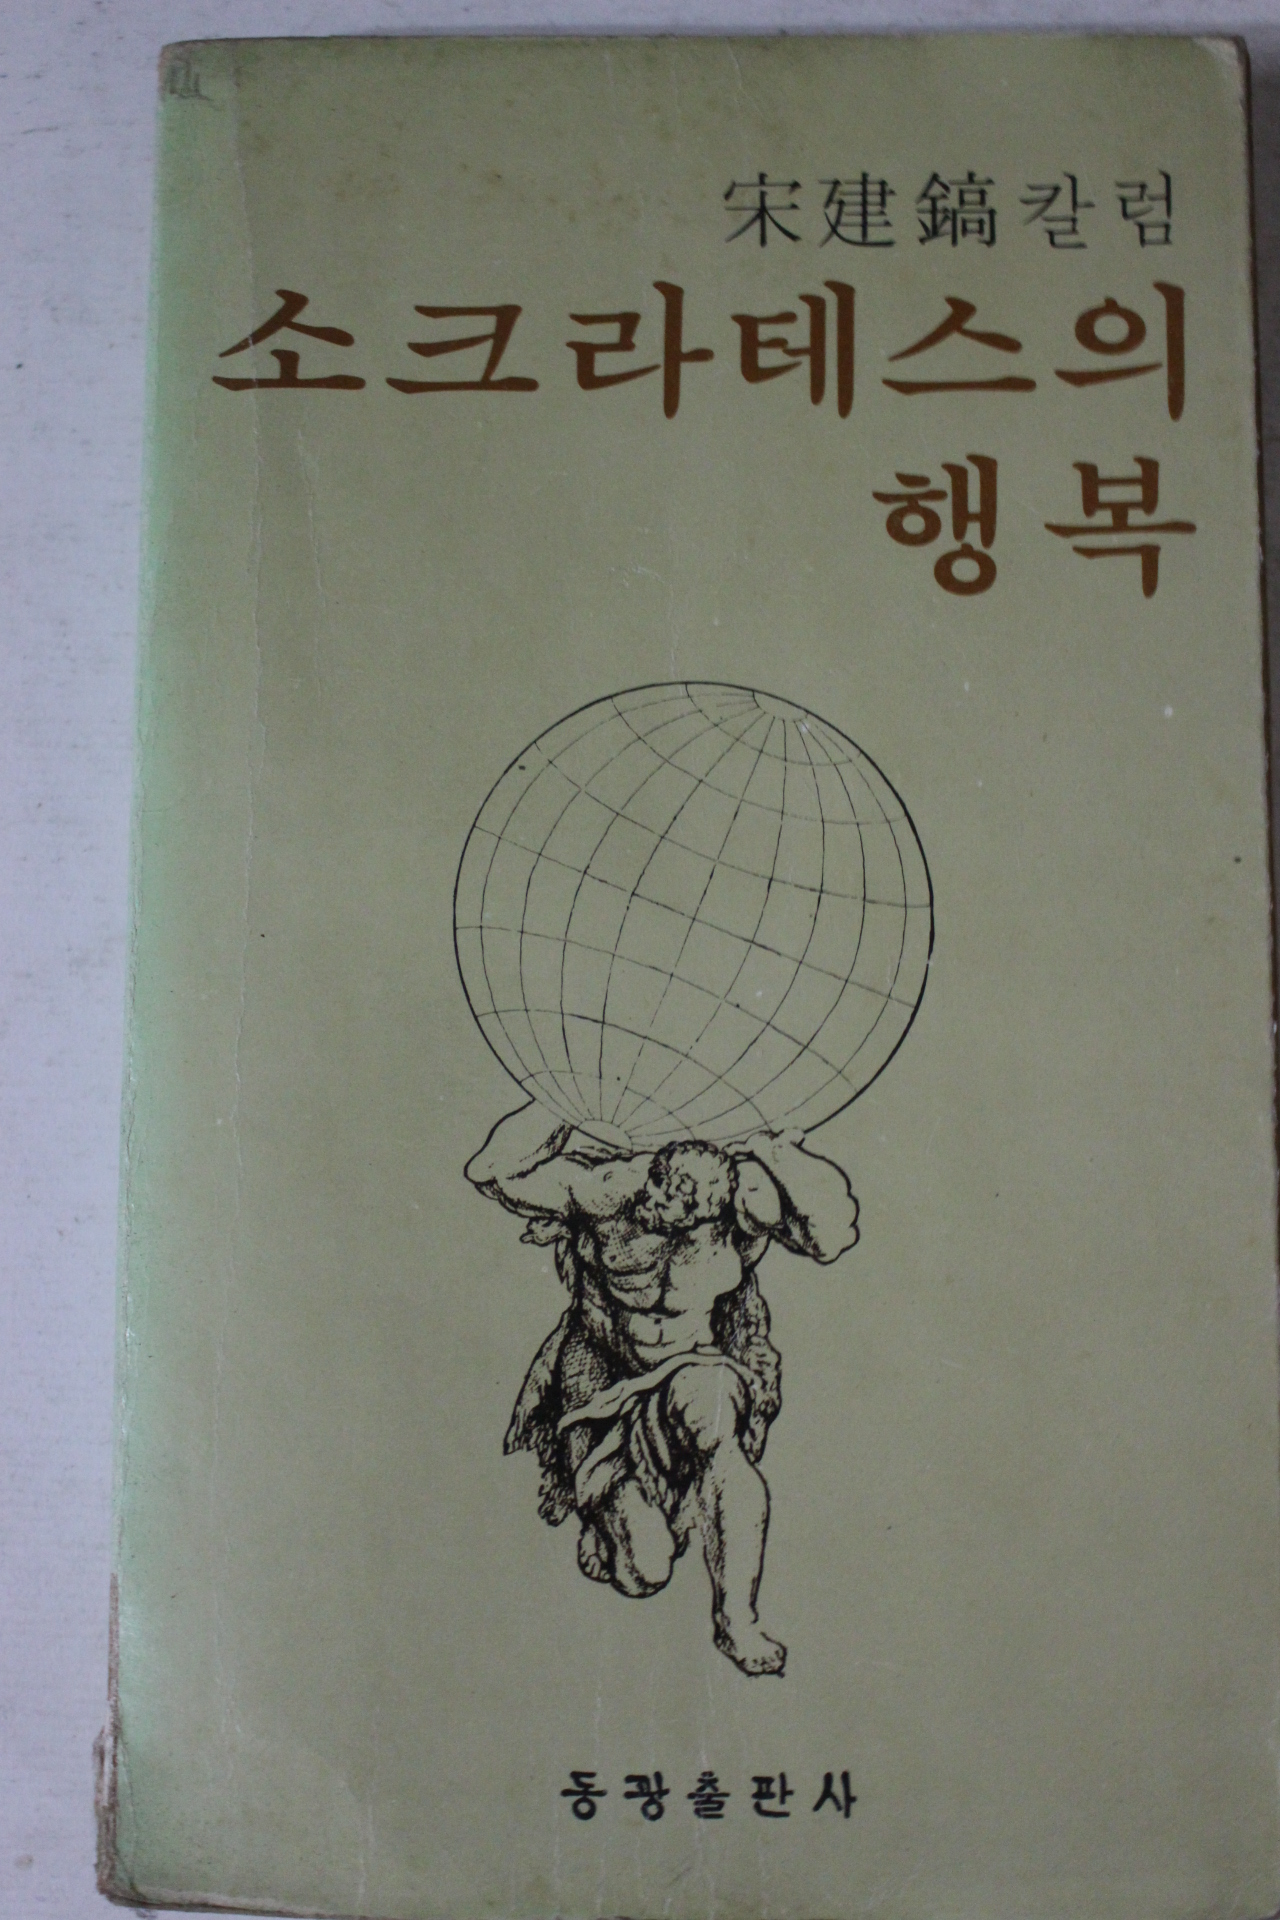 宋建鎬 칼럼
소크라테스의
행복
동광출판사